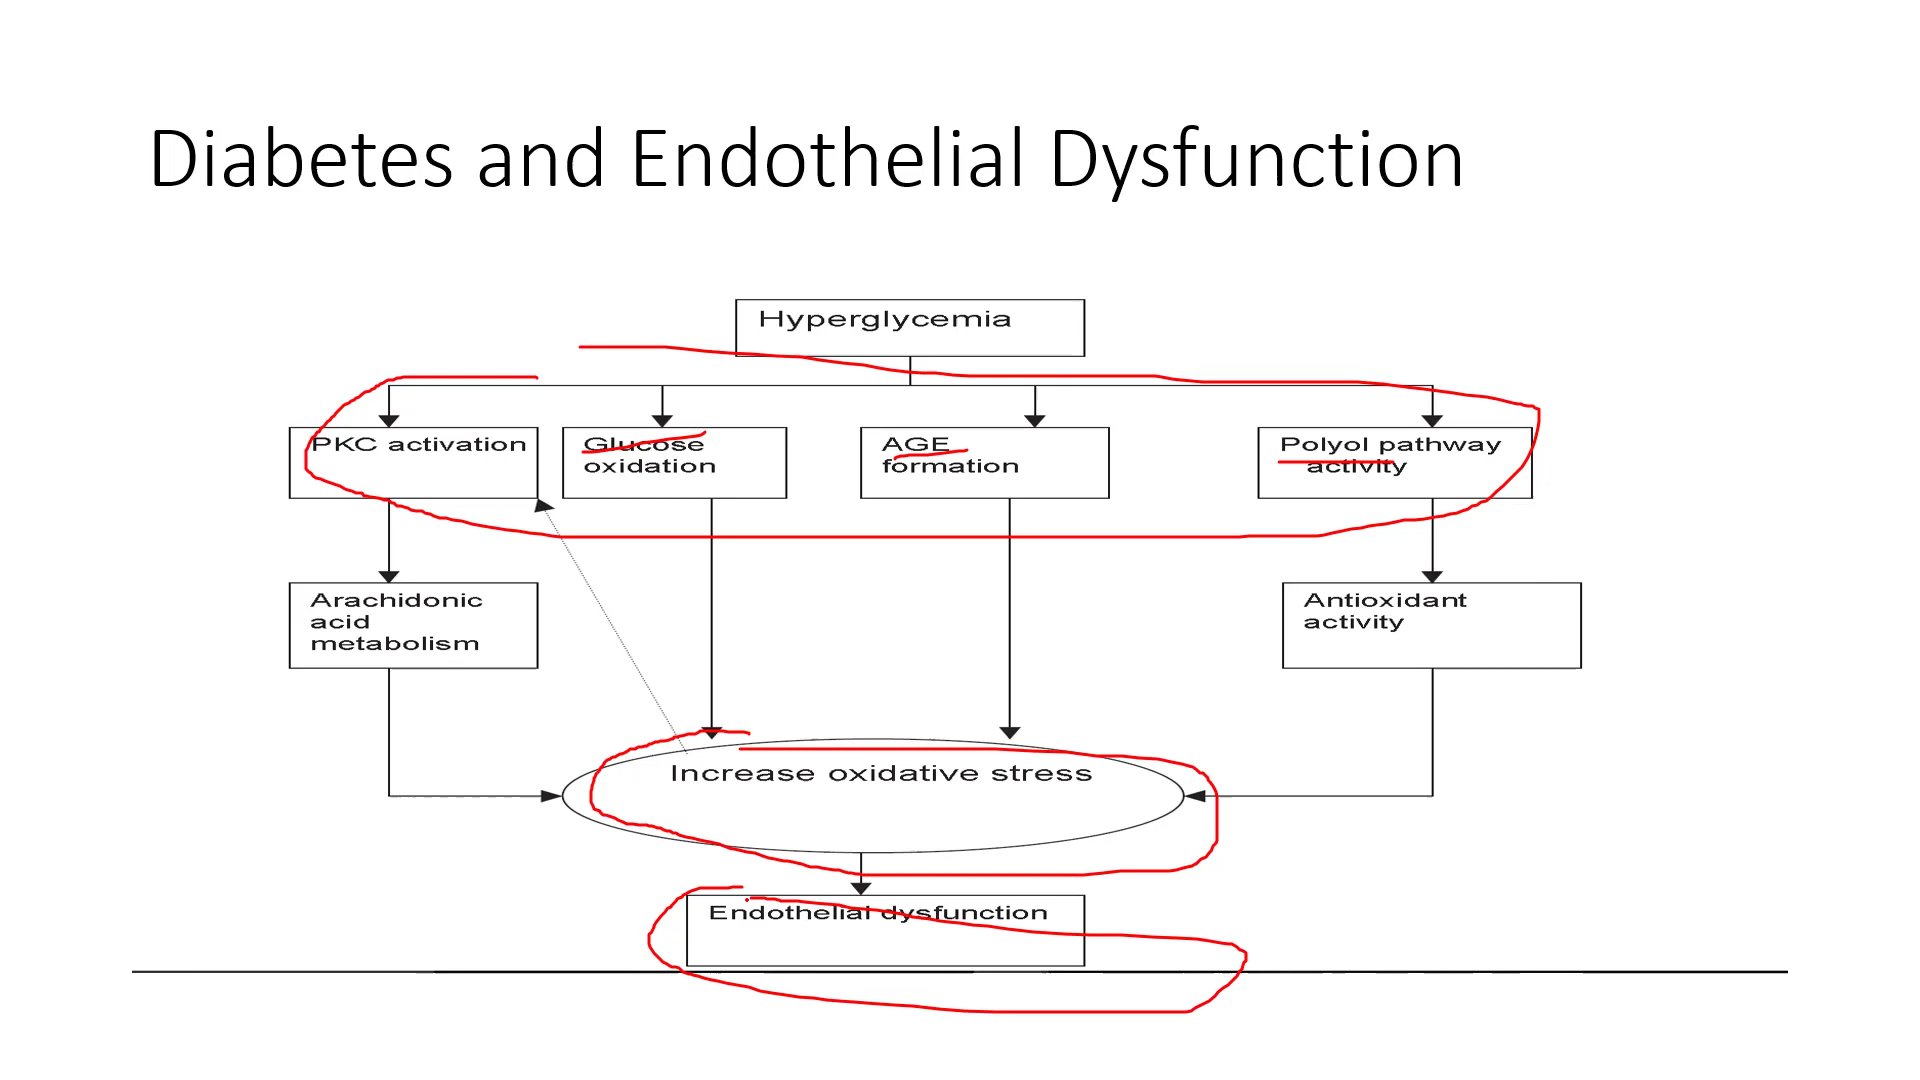 Diabetes and Endothelial Dysfunction
Hyperglycemia
PKC activation
Glucose
oxidation
AGE
formation
Polyol pathway
activity
Arachidonic
acid
metabolism
Antioxidant
activity
Increase oxidative stress
Endothelial dysfunction